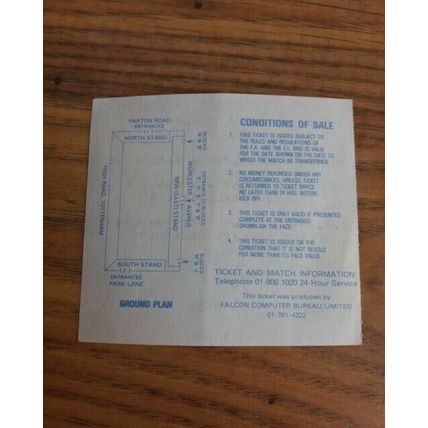 PAXTON ROAD
ENTRANCES
NORTH STAND
HIGH ROAD, TOTTENHAM
NEW (EAST) STAND
WORCESTER AVENUE
ENTRANCE TO BLOCKS
BLOCKS
BLOCKS
SOUTH STAND
ENTRANCES
PARK LANE
GROUND PLAN
CONDITIONS OF SALE
1. THIS TICKET IS ISSUED SUBJECT TO
THE RULES AND REGULATIONS OF
THE F.A. AND THE F.L. AND IS VALID
FOR THE DATE SHOWN OR THE DATE TO
WHICH THE MATCH BE TRANSFERRED
2. NO MONEY REFUNDED UNDER ANY
CIRCUMSTANCES, UNLESS TICKET
IS RETURNED TO TICKET OFFICE
NO LATER THAN 24 HRS. BEFORE
KICK OFF.
3. THIS TICKET IS ONLY VALID IF PRESENTED
COMPLETE AT THE ENTRANCE
SHOWN ON THE FACE.
4. THIS TICKET IS ISSUED ON THE
CONDITION THAT IT IS NOT RESOLD
FOR MORE THAN ITS FACE VALUE.
TICKET AND MATCH INFORMATION:
Telephone 01-808 1020 24-Hour Service
This ticket was produced by
FALCON COMPUTER BUREAU LIMITED
01-761-4222